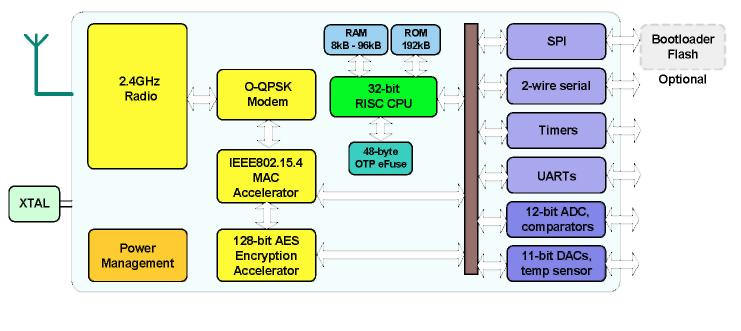 2.4GHz
Radio
O-QPSK
Modem
IEEE802.15.4
MAC
Accelerator
128-bit AES
Encryption
Accelerator
XTAL
Power
Management
RAM
8kB - 96kB
ROM
192kB
32-bit
RISC CPU
48-byte
OTP eFuse
SPI
2-wire serial
Timers
UARTs
12-bit ADC,
comparators
11-bit DACs,
temp sensor
Bootloader
Flash
Optional